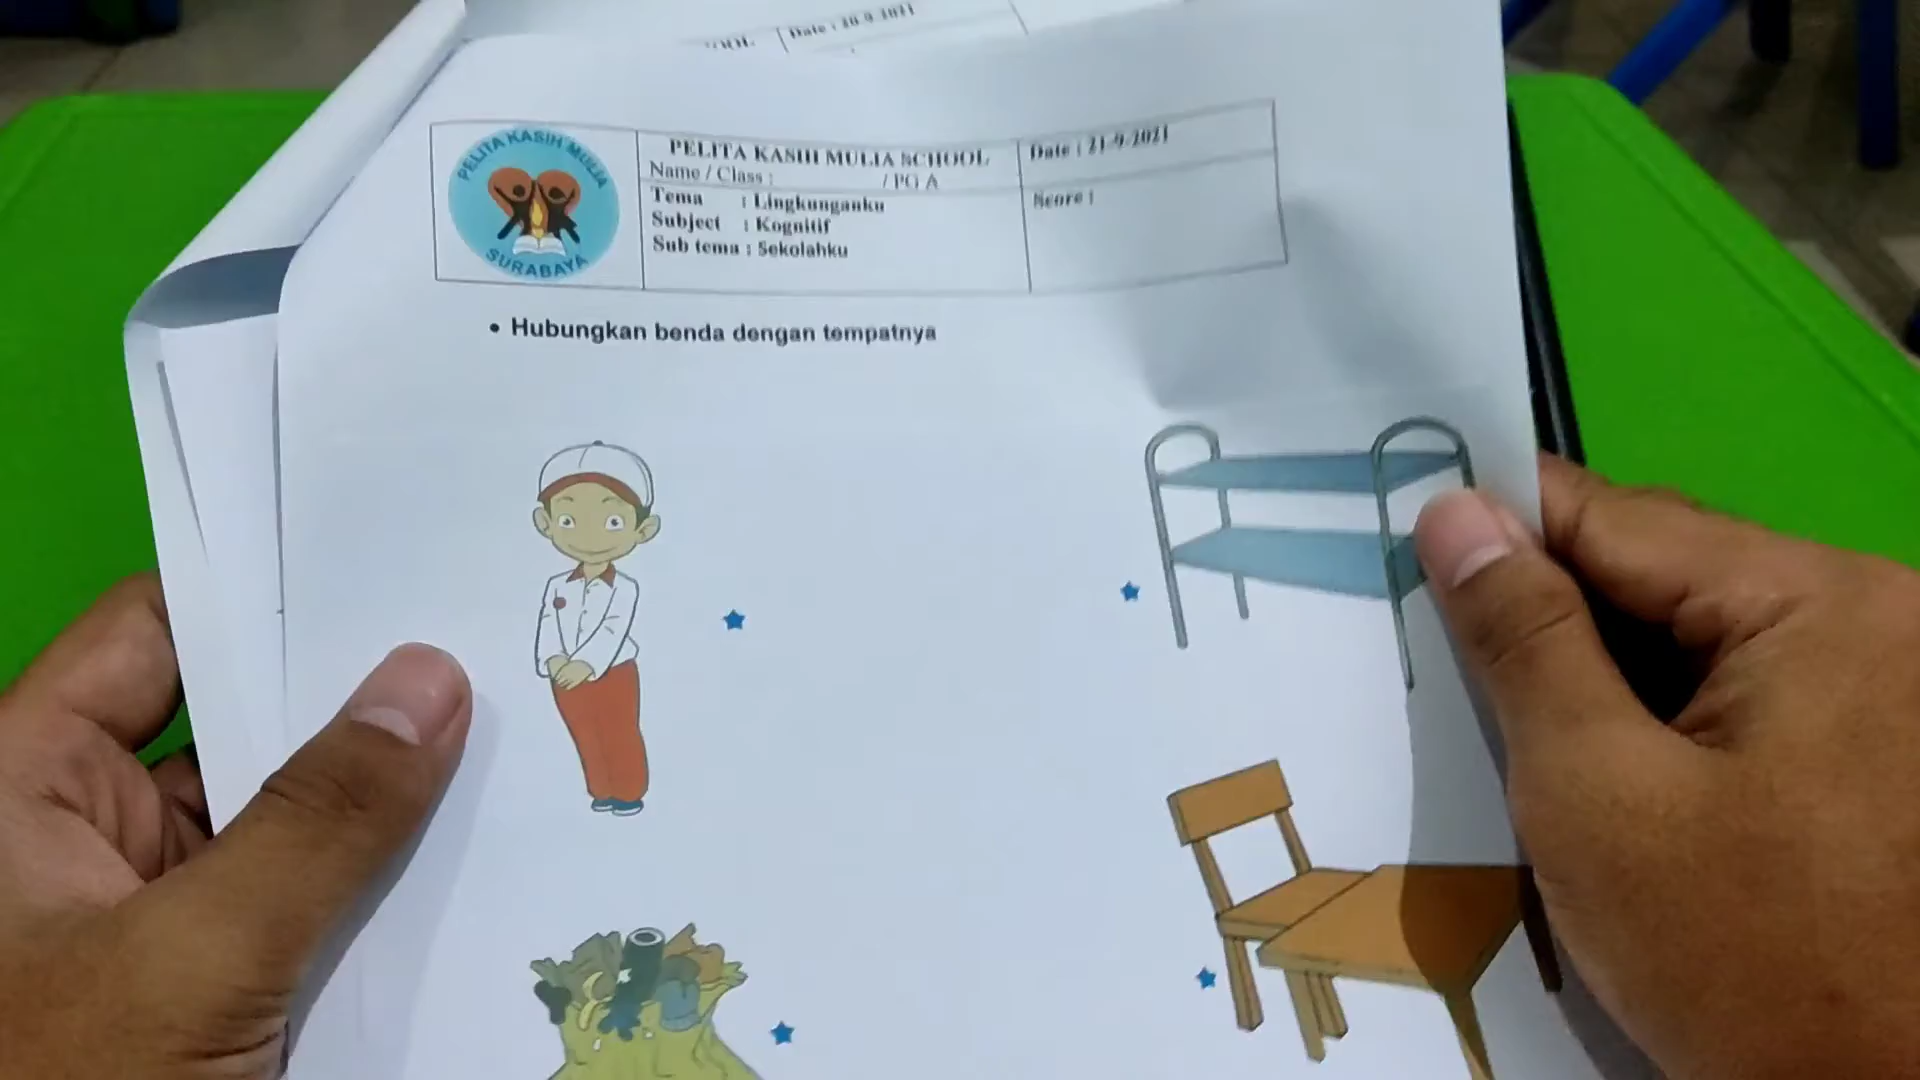 OOL
Date : 20-9-2021
PELITA KASIH MULIA
SURABAYA
PELITA KASIH MULIA SCHOOL
Name / Class : / PG A
Tema : Lingkunganku
Subject : Kognitif
Sub tema : Sekolahku
Date : 21-9-2021
Score :
• Hubungkan benda dengan tempatnya